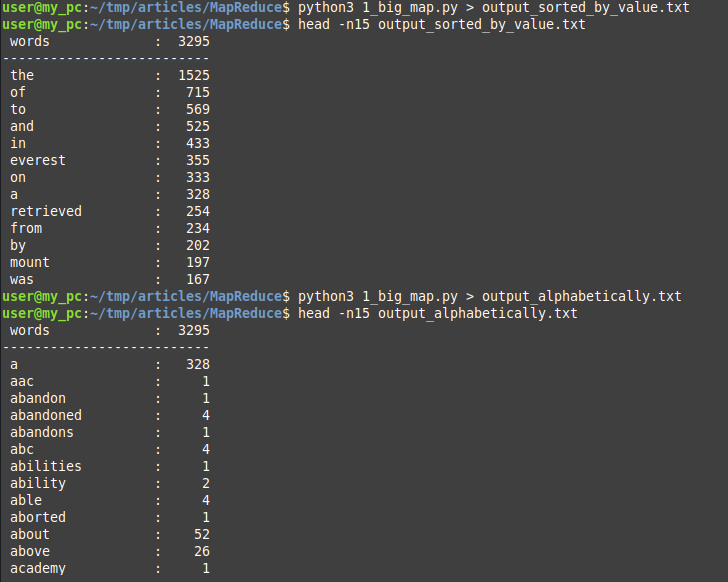 user@my_pc:~/tmp/articles/MapReduce$ python3 1_big_map.py > output_sorted_by_value.txt
user@my_pc:~/tmp/articles/MapReduce$ head -n15 output_sorted_by_value.txt
words : 3295
--------------------------
the : 1525
of : 715
to : 569
and : 525
in : 433
everest : 355
on : 333
a : 328
retrieved : 254
from : 234
by : 202
mount : 197
was : 167
user@my_pc:~/tmp/articles/MapReduce$ python3 1_big_map.py > output_alphabetically.txt
user@my_pc:~/tmp/articles/MapReduce$ head -n15 output_alphabetically.txt
words : 3295
--------------------------
a : 328
aac : 1
abandon : 1
abandoned : 4
abandons : 1
abc : 4
abilities : 1
ability : 2
able : 4
aborted : 1
about : 52
above : 26
academy : 1